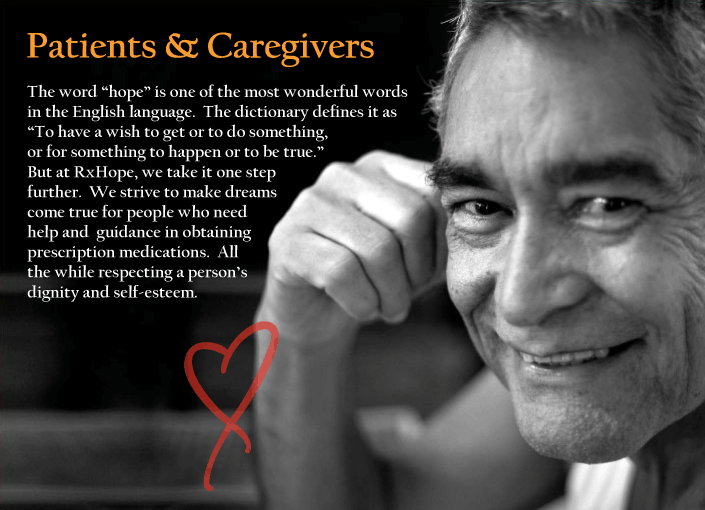 Patients & Caregivers
The word “hope” is one of the most wonderful words
in the English language.  The dictionary defines it as
“To have a wish to get or to do something,
or for something to happen or to be true.”
But at RxHope, we take it one step
further.  We strive to make dreams
come true for people who need
help and  guidance in obtaining
prescription medications.  All
the while respecting a person’s
dignity and self-esteem.